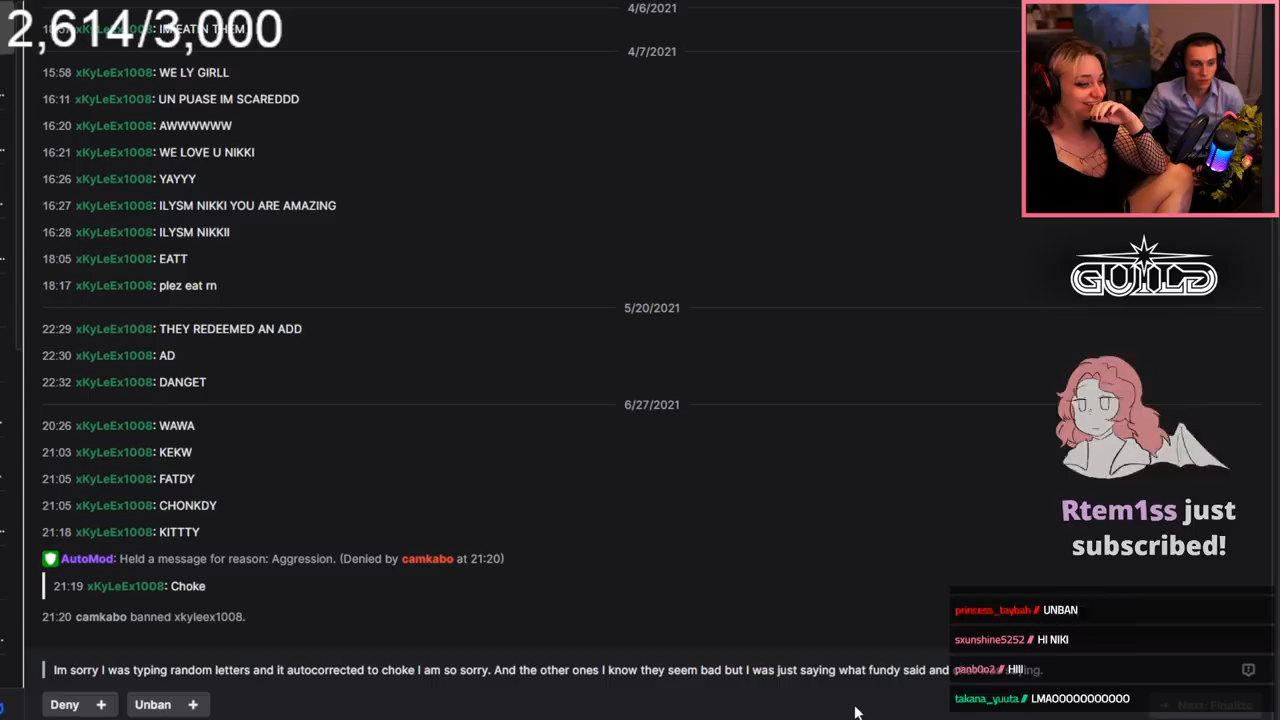 4/6/2021
2,614/3,000
4/7/2021
15:58 xKyLeEx1008: WE LY GIRLL
16:11 xKyLeEx1008: UN PUASE IM SCAREDDD
16:20 xKyLeEx1008: AWWWWWW
16:21 xKyLeEx1008: WE LOVE U NIKKI
16:26 xKyLeEx1008: YAYYY
16:27 xKyLeEx1008: ILYSM NIKKI YOU ARE AMAZING
16:28 xKyLeEx1008: ILYSM NIKKII
18:05 xKyLeEx1008: EATT
18:17 xKyLeEx1008: plez eat rn
5/20/2021
22:29 xKyLeEx1008: THEY REDEEMED AN ADD
22:30 xKyLeEx1008: AD
22:32 xKyLeEx1008: DANGET
6/27/2021
20:26 xKyLeEx1008: WAWA
21:03 xKyLeEx1008: KEKW
21:05 xKyLeEx1008: FATDY
21:05 xKyLeEx1008: CHONKDY
21:18 xKyLeEx1008: KITTTY
AutoMod: Held a message for reason: Aggression. (Denied by camkabo at 21:20)
21:19 xKyLeEx1008: Choke
21:20 camkabo banned xkyleex1008.
Im sorry I was typing random letters and it autocorrected to choke I am so sorry. And the other ones I know they seem bad but I was just saying what fundy said and
Deny +
Unban +
GUILD
Rtem1ss just
subscribed!
princess_taybah // UNBAN
sxunshine5252 // HI NIKI
panb0n2 // HIII
takana_yuuta // LMAOOOOOOOOOO
Next: Finalize